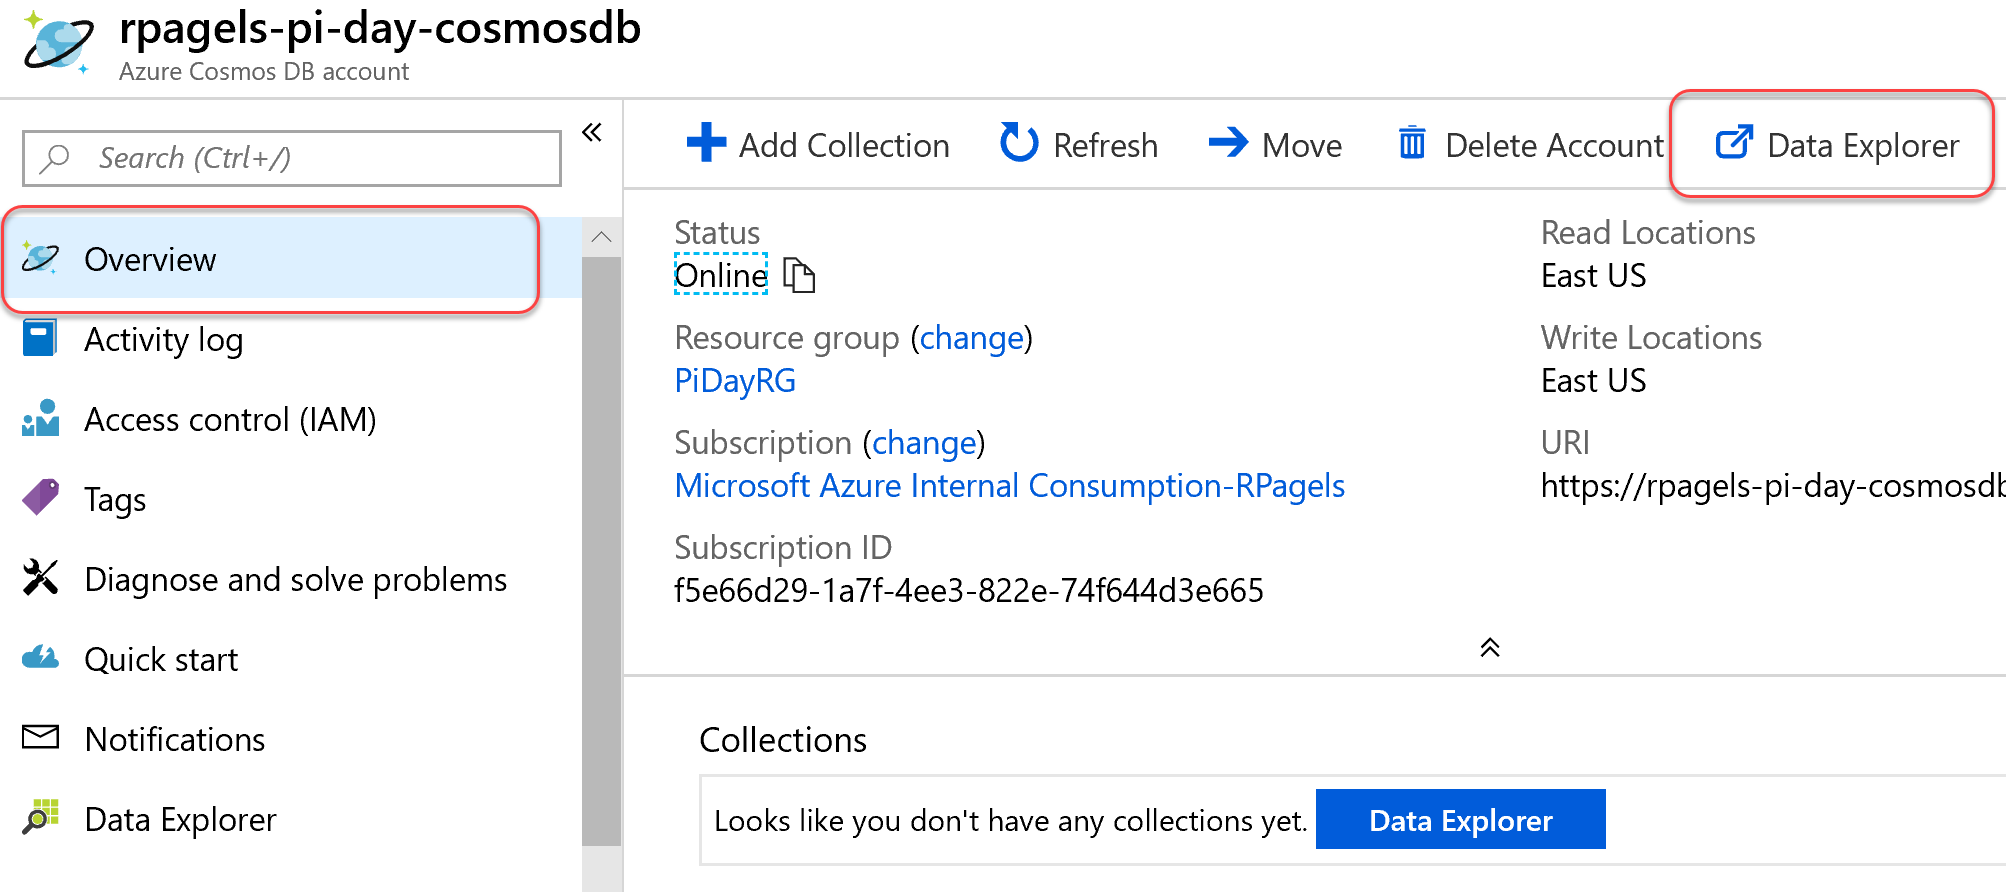 rpagels-pi-day-cosmosdb
Azure Cosmos DB account
Search (Ctrl+/)
Overview
Activity log
Access control (IAM)
Tags
Diagnose and solve problems
Quick start
Notifications
Data Explorer
Add Collection Refresh Move Delete Account Data Explorer
Status
Online
Resource group (change)
PiDayRG
Subscription (change)
Microsoft Azure Internal Consumption-RPagels
Subscription ID
f5e66d29-1a7f-4ee3-822e-74f644d3e665
Read Locations
East US
Write Locations
East US
URI
https://rpagels-pi-day-cosmosdb
Collections
Looks like you don't have any collections yet. Data Explorer